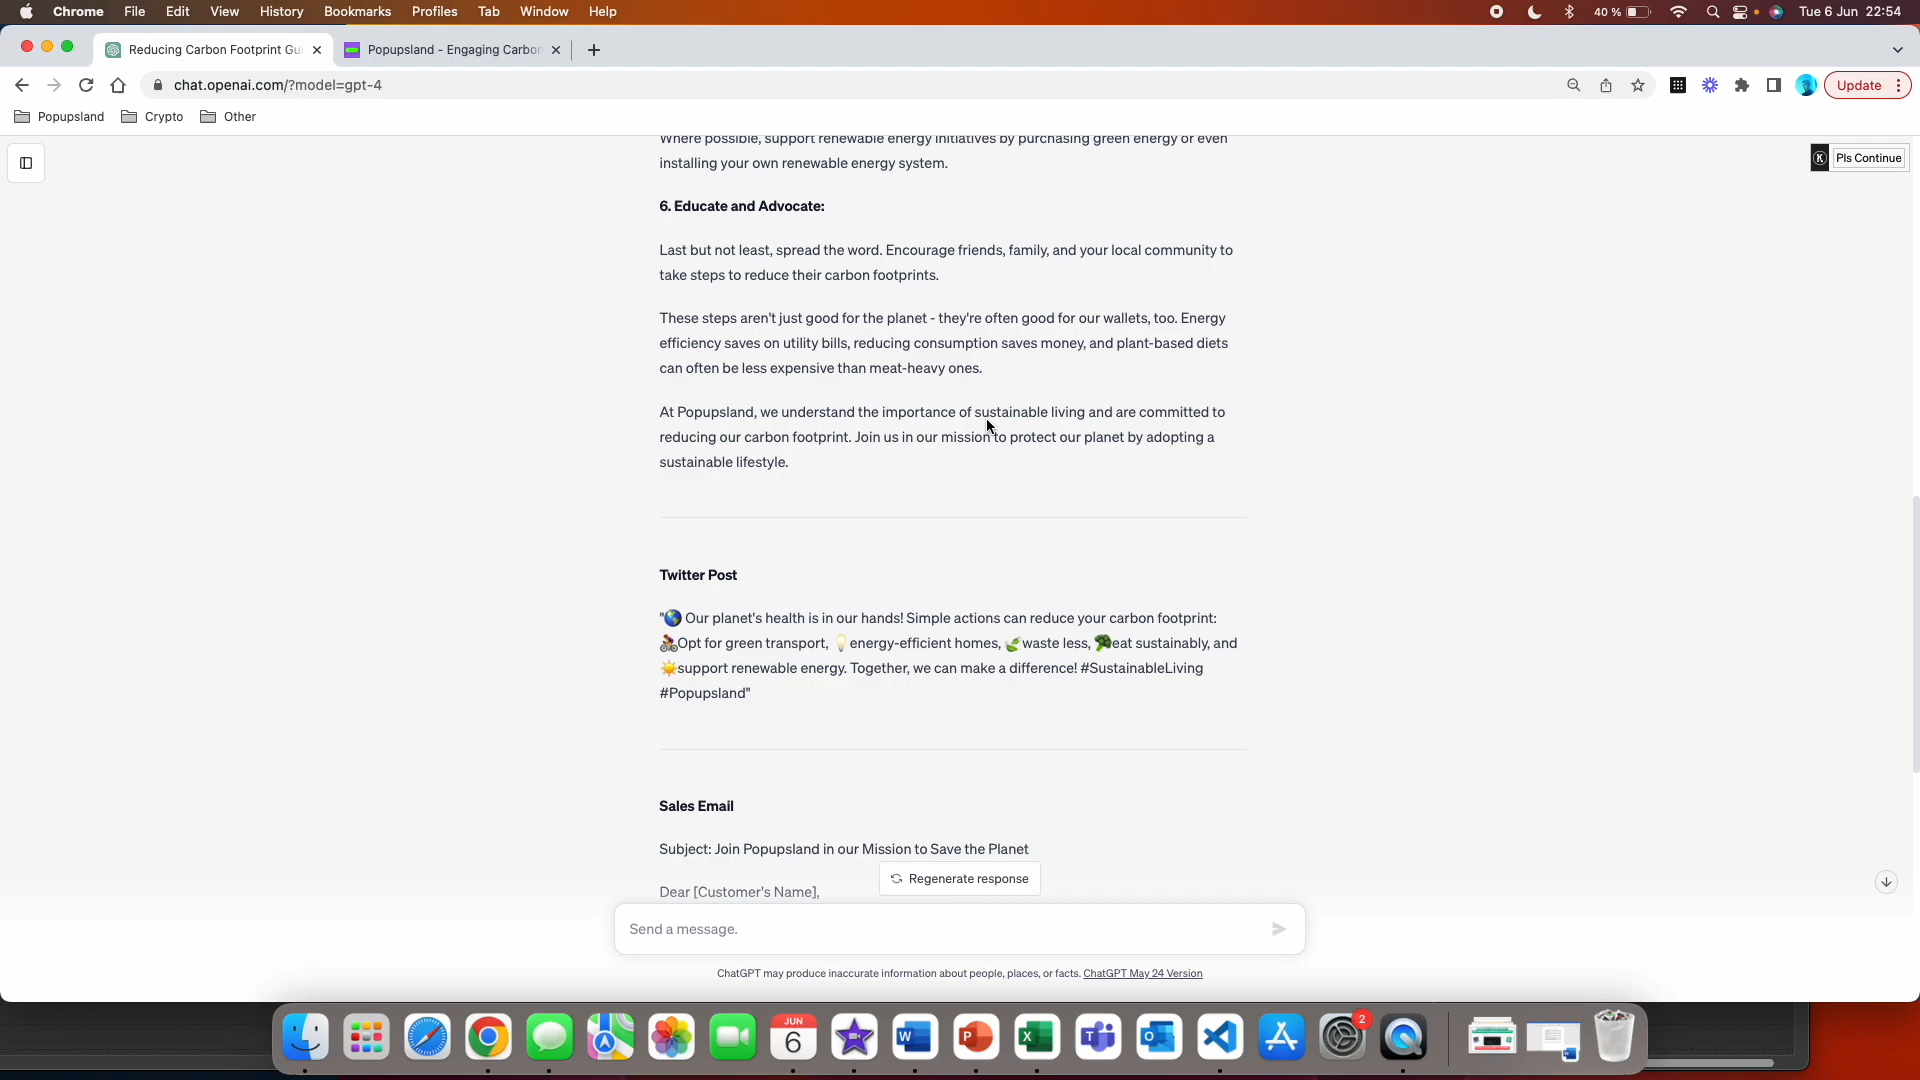 Chrome File Edit View History Bookmarks Profiles Tab Window Help 40 % Tue 6 Jun 22:54
Reducing Carbon Footprint Gui Popupsland - Engaging Carbon
chat.openai.com/?model=gpt-4 Update
Popupsland Crypto Other
Where possible, support renewable energy initiatives by purchasing green energy or even
installing your own renewable energy system.
K Pls Continue
6. Educate and Advocate:
Last but not least, spread the word. Encourage friends, family, and your local community to
take steps to reduce their carbon footprints.
These steps aren't just good for the planet - they're often good for our wallets, too. Energy
efficiency saves on utility bills, reducing consumption saves money, and plant-based diets
can often be less expensive than meat-heavy ones.
At Popupsland, we understand the importance of sustainable living and are committed to
reducing our carbon footprint. Join us in our mission to protect our planet by adopting a
sustainable lifestyle.
Twitter Post
"🌎 Our planet's health is in our hands! Simple actions can reduce your carbon footprint:
🚴Opt for green transport, 💡energy-efficient homes, 🍃waste less, 🥦eat sustainably, and
☀️support renewable energy. Together, we can make a difference! #SustainableLiving
#Popupsland"
Sales Email
Subject: Join Popupsland in our Mission to Save the Planet
Dear [Customer's Name],
Regenerate response
Send a message.
ChatGPT may produce inaccurate information about people, places, or facts. ChatGPT May 24 Version
JUN
6
W
P
X
T
O
2